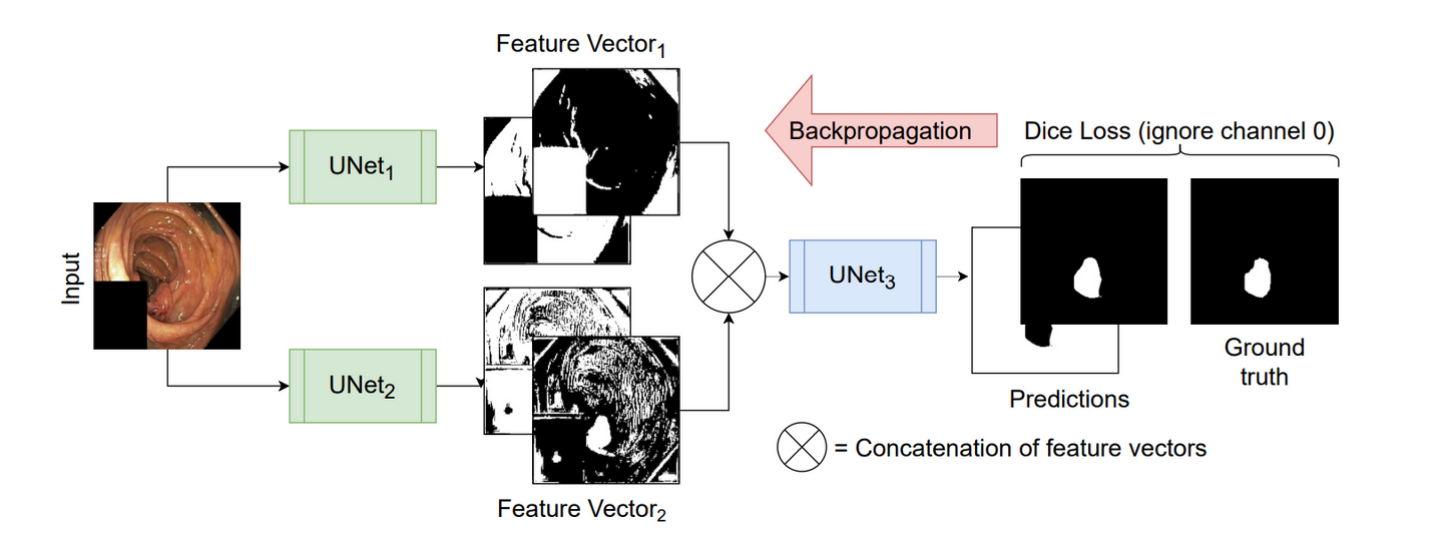 Feature Vector1
Backpropagation
Dice Loss (ignore channel 0)
UNet1
Input
UNet3
UNet2
Ground
truth
Predictions
= Concatenation of feature vectors
Feature Vector2